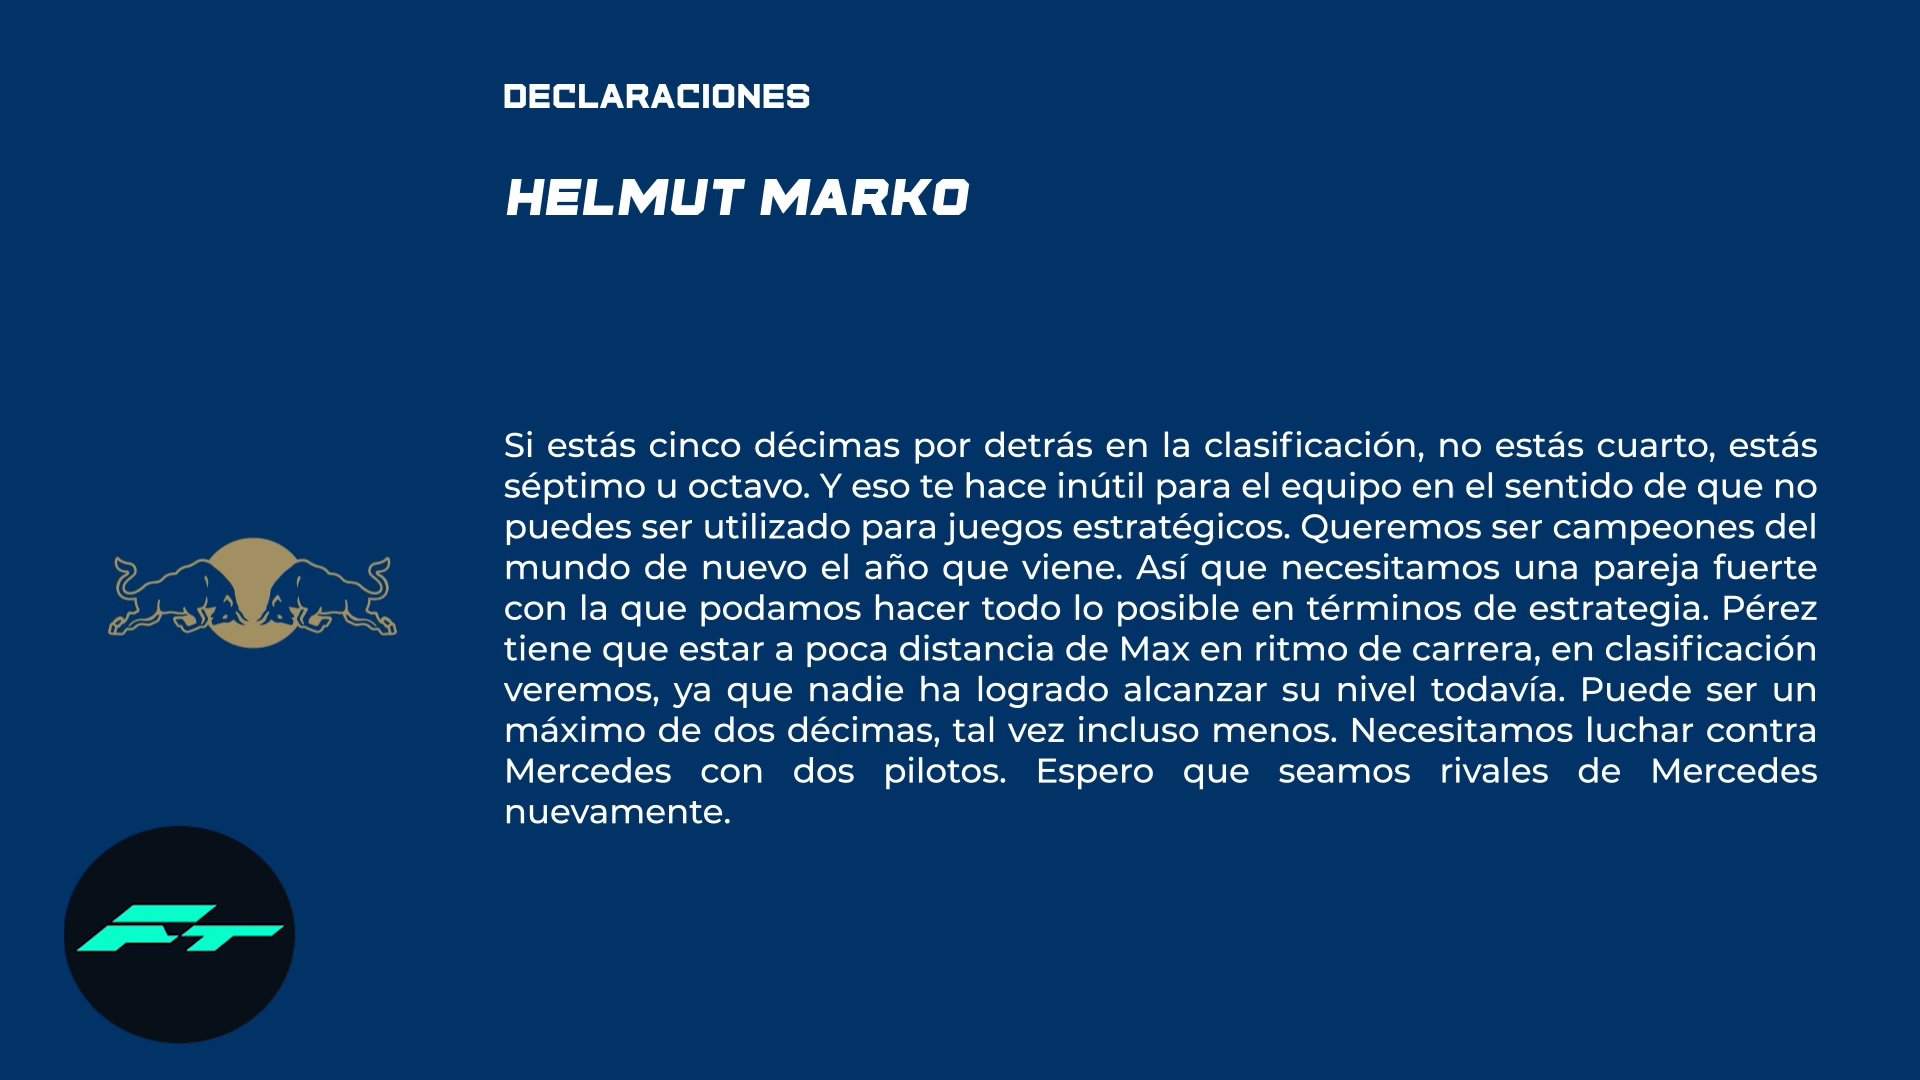 DECLARACIONES
HELMUT MARKO
Si estás cinco décimas por detrás en la clasificación, no estás cuarto, estás
séptimo u octavo. Y eso te hace inútil para el equipo en el sentido de que no
puedes ser utilizado para juegos estratégicos. Queremos ser campeones del
mundo de nuevo el año que viene. Así que necesitamos una pareja fuerte
con la que podamos hacer todo lo posible en términos de estrategia. Pérez
tiene que estar a poca distancia de Max en ritmo de carrera, en clasificación
veremos, ya que nadie ha logrado alcanzar su nivel todavía. Puede ser un
máximo de dos décimas, tal vez incluso menos. Necesitamos luchar contra
Mercedes con dos pilotos. Espero que seamos rivales de Mercedes
nuevamente.
FT